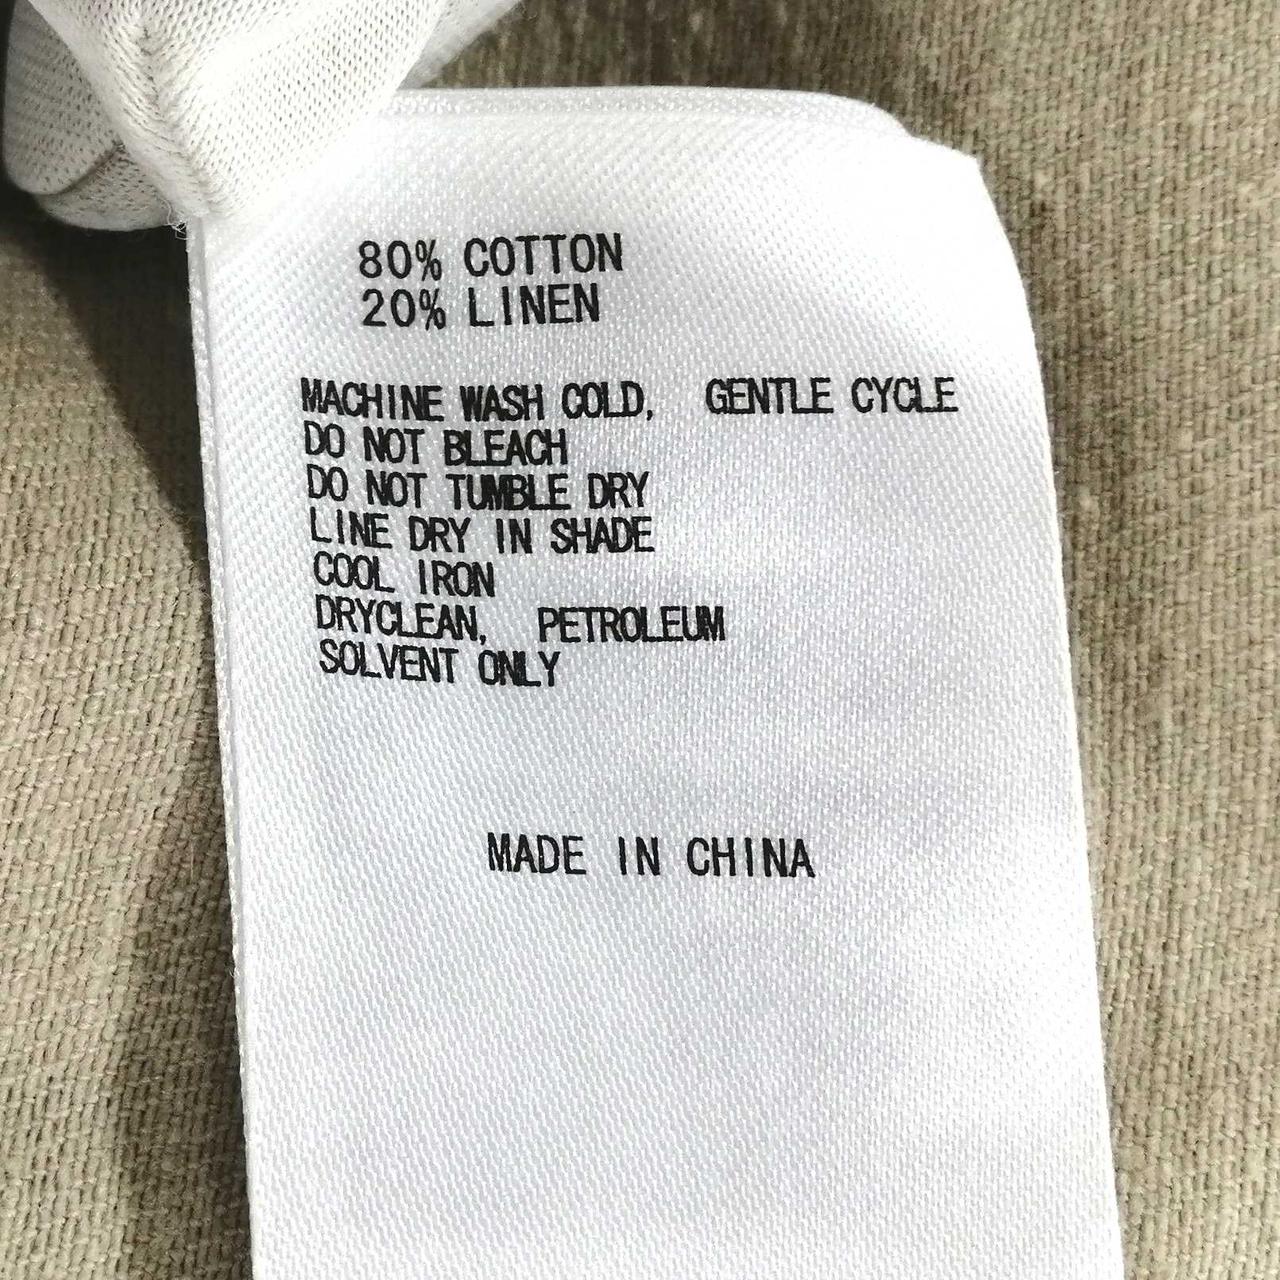 80% COTTON
20% LINEN
MACHINE WASH COLD, GENTLE CYCLE
DO NOT BLEACH
DO NOT TUMBLE DRY
LINE DRY IN SHADE
COOL IRON
DRYCLEAN, PETROLEUM
SOLVENT ONLY
MADE IN CHINA